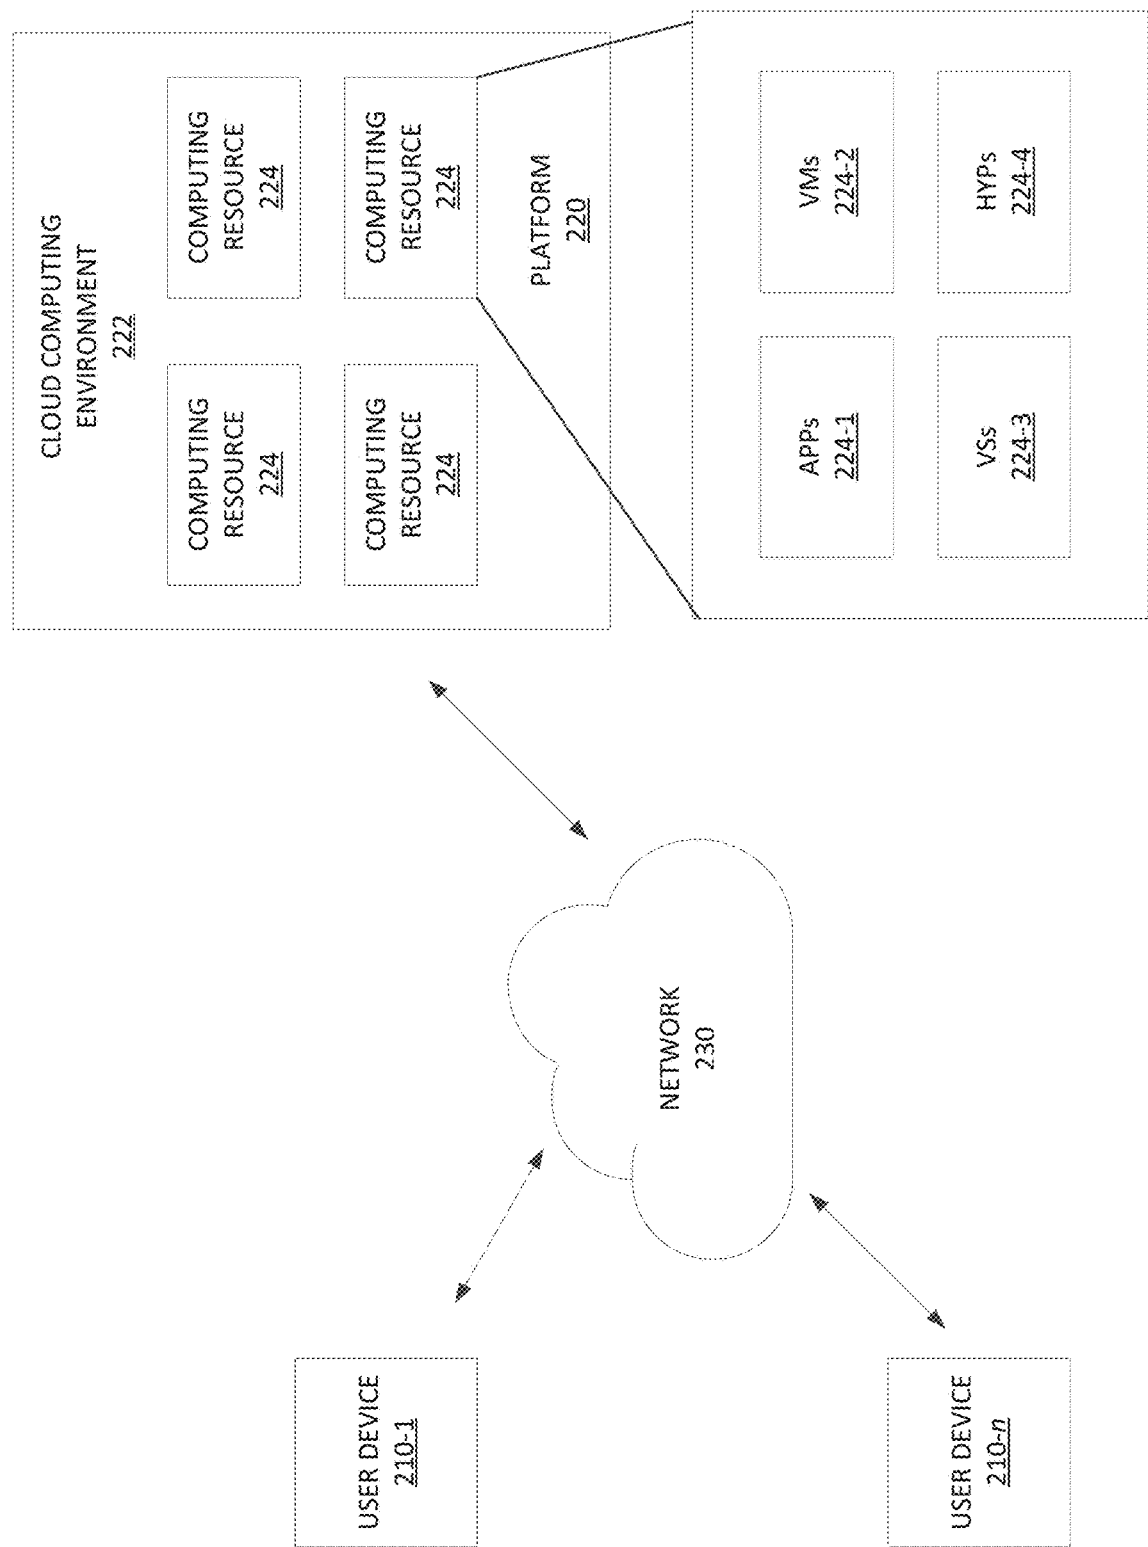 CLOUD COMPUTING
ENVIRONMENT
222
COMPUTING
RESOURCE
224
COMPUTING
RESOURCE
224
COMPUTING
RESOURCE
224
COMPUTING
RESOURCE
224
PLATFORM
220
APPs
224-1
VMs
224-2
VSs
224-3
HYPs
224-4
NETWORK
230
USER DEVICE
210-1
USER DEVICE
210-n